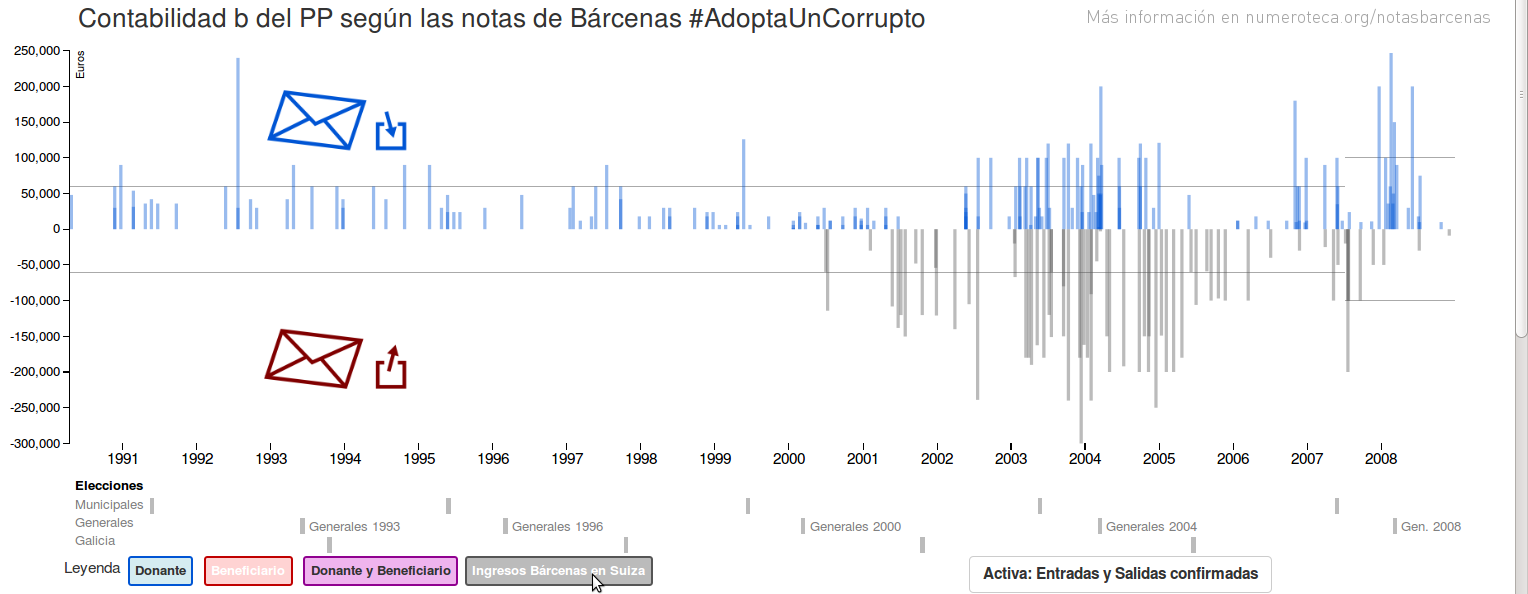 Contabilidad b del PP según las notas de Bárcenas #AdoptaUnCorrupto
Más información en numeroteca.org/notasbarcenas
Euros
250,000
200,000
150,000
100,000
50,000
0
-50,000
-100,000
-150,000
-200,000
-250,000
-300,000
1991 1992 1993 1994 1995 1996 1997 1998 1999 2000 2001 2002 2003 2004 2005 2006 2007 2008
Elecciones
Municipales
Generales Generales 1993 Generales 1996 Generales 2000 Generales 2004 Gen. 2008
Galicia
Leyenda Donante Beneficiario Donante y Beneficiario Ingresos Bárcenas en Suiza Activa: Entradas y Salidas confirmadas